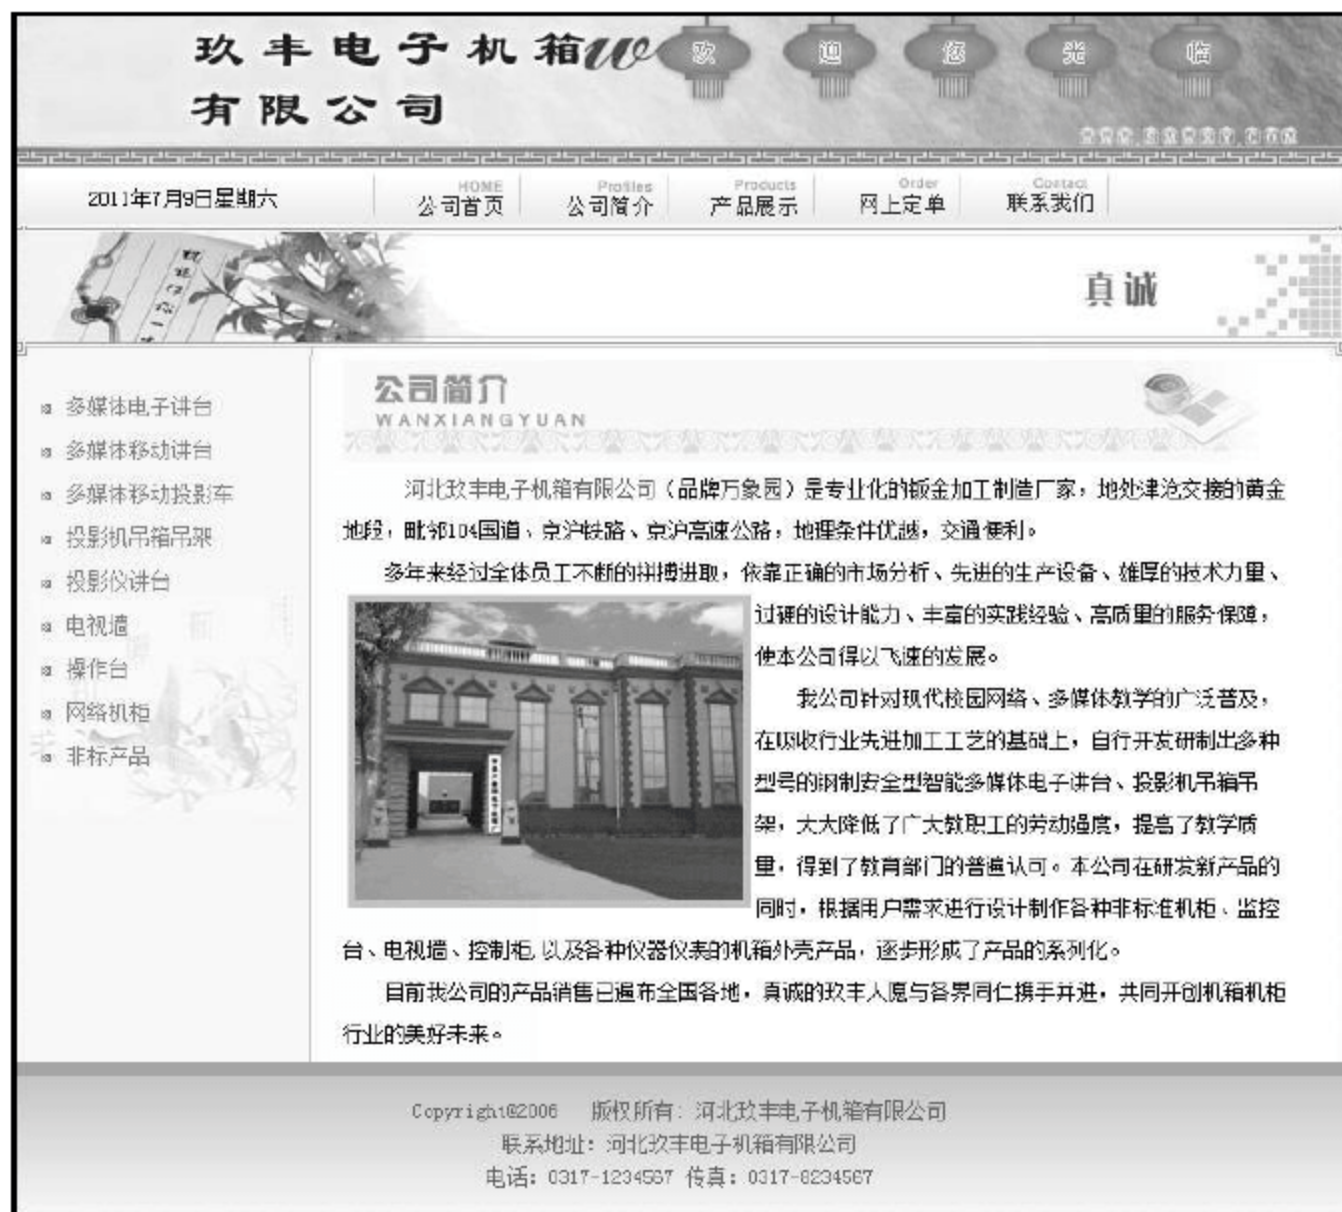 玖丰电子机箱
有限公司
欢迎您光临
2011年7月9日星期六
HOME
公司首页
Profiles
公司简介
Products
产品展示
Order
网上定单
Contact
联系我们
真诚
多媒体电子讲台
多媒体移动讲台
多媒体移动投影车
投影机吊箱吊架
投影仪讲台
电视墙
操作台
网络机柜
非标产品
公司简介
WANXIANGYUAN
河北玖丰电子机箱有限公司（品牌万象园）是专业化的钣金加工制造厂家，地处津沧交接的黄金
地段，毗邻104国道、京沪铁路、京沪高速公路，地理条件优越，交通便利。
多年来经过全体员工不断的拼搏进取，依靠正确的市场分析、先进的生产设备、雄厚的技术力量、
过硬的设计能力、丰富的实践经验、高质量的服务保障，
使本公司得以飞速的发展。
我公司针对现代校园网络、多媒体教学的广泛普及，
在吸收行业先进加工工艺的基础上，自行开发研制出多种
型号的钢制安全型智能多媒体电子讲台、投影机吊箱吊
架，大大降低了广大教职工的劳动强度，提高了教学质
量，得到了教育部门的普遍认可。本公司在研发新产品的
同时，根据用户需求进行设计制作各种非标准机柜、监控
台、电视墙、控制柜,以及各种仪器仪表的机箱外壳产品，逐步形成了产品的系列化。
目前我公司的产品销售已遍布全国各地，真诚的玖丰人愿与各界同仁携手并进，共同开创机箱机柜
行业的美好未来。
Copyright@2006 版权所有: 河北玖丰电子机箱有限公司
联系地址: 河北玖丰电子机箱有限公司
电话: 0317-1234567 传真: 0317-8234567